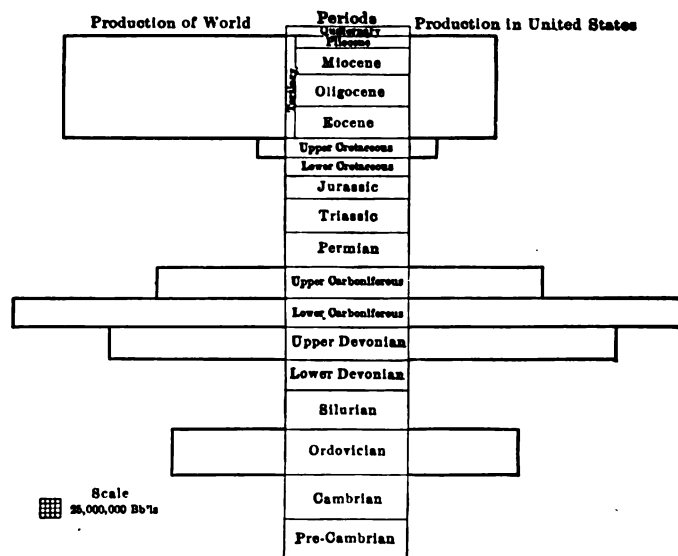 Production of World
Periods
Production in United States
Quaternary
Pliocene
Tertiary
Miocene
Oligocene
Eocene
Upper Cretaceous
Lower Cretaceous
Jurassic
Triassic
Permian
Upper Carboniferous
Lower Carboniferous
Upper Devonian
Lower Devonian
Silurian
Ordovician
Cambrian
Pre-Cambrian
Scale
25,000,000 Bb'ls